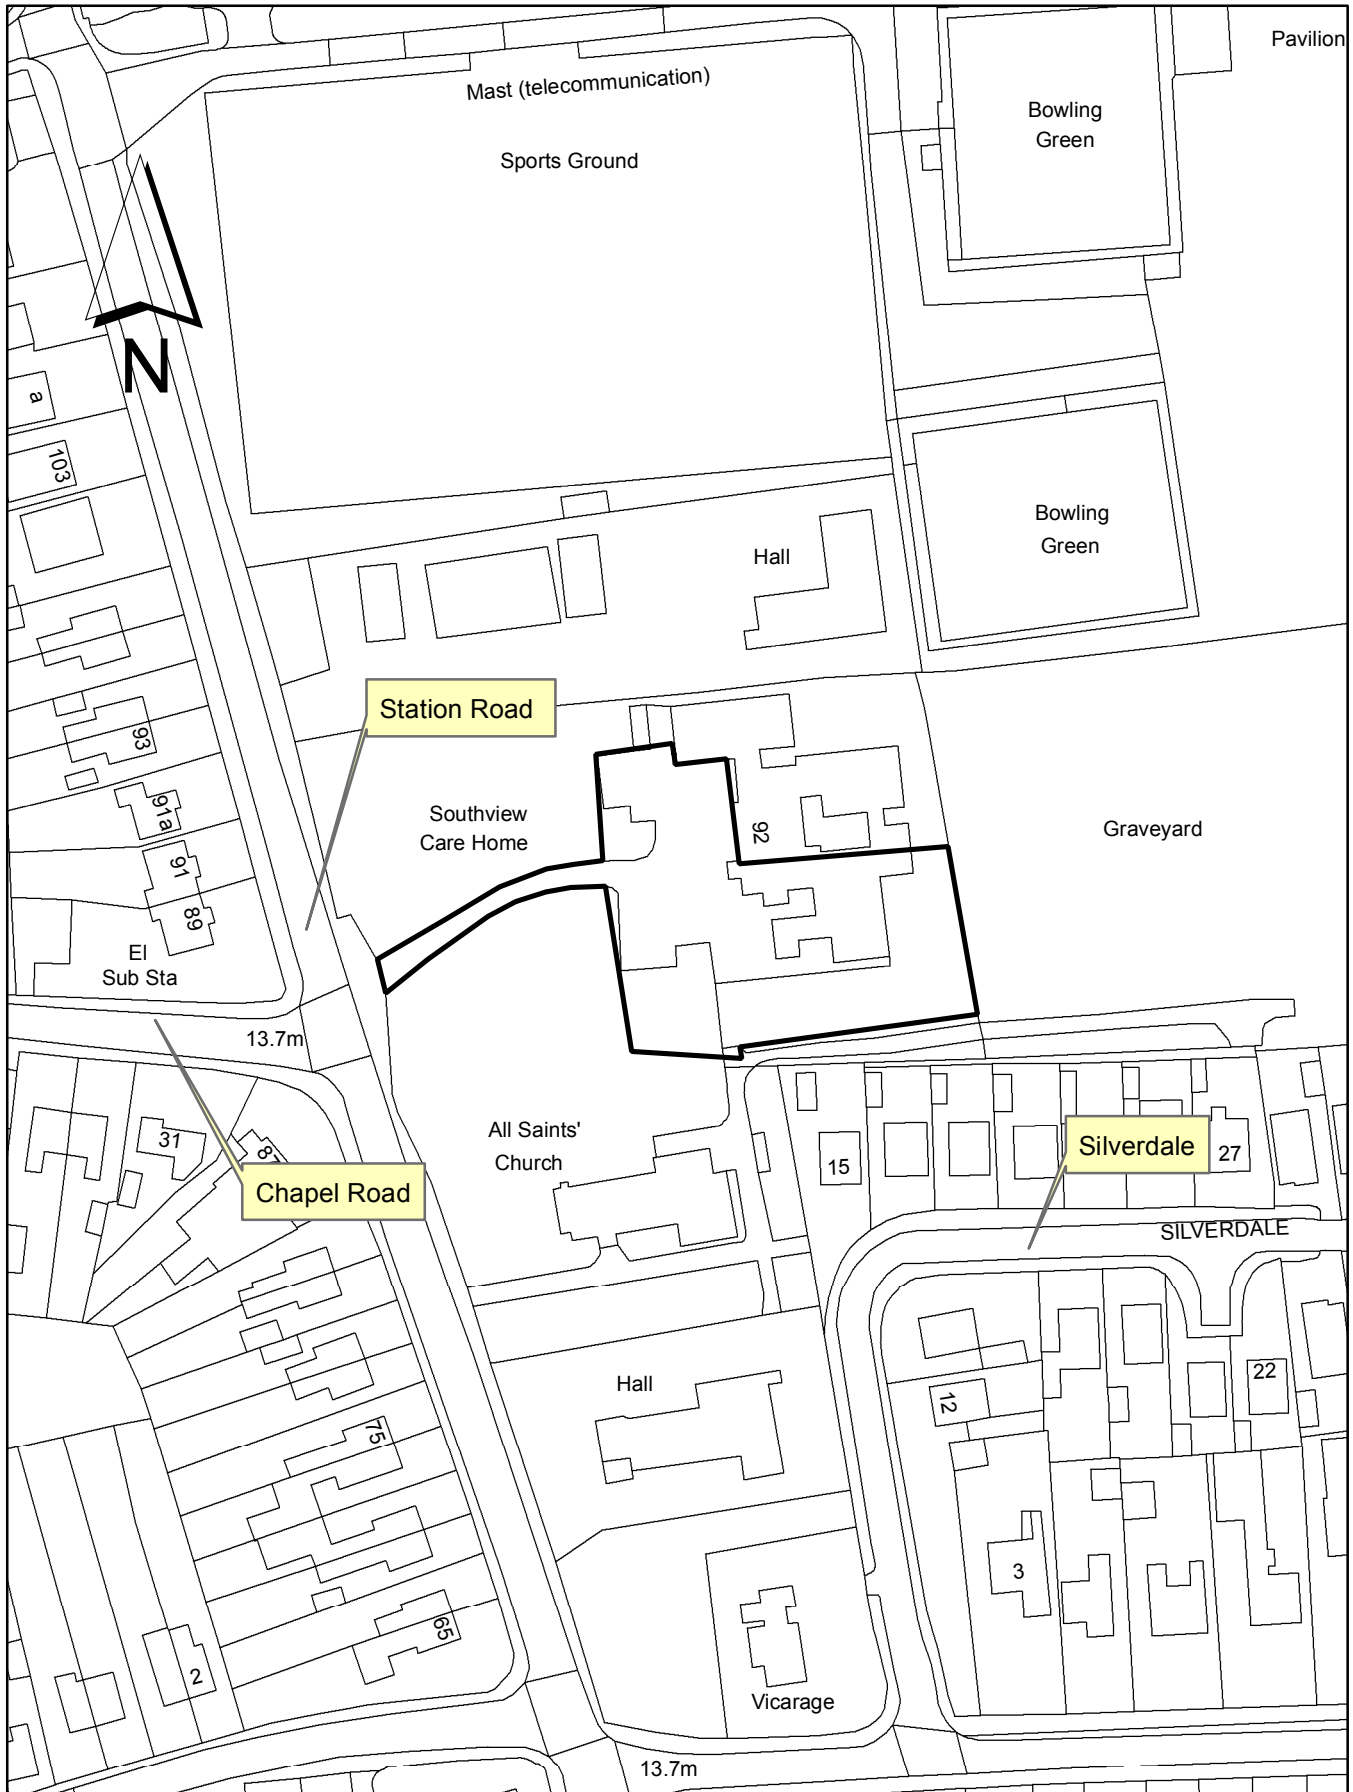 Pavilion
Mast (telecommunication)
Bowling
Green
Sports Ground
N
a
103
Bowling
Green
Hall
Station Road
93
91a
Southview
Care Home
92
Graveyard
91
89
El
Sub Sta
13.7m
All Saints'
Church
31
87
Chapel Road
15
Silverdale
27
SILVERDALE
Hall
12
22
75
3
65
2
Vicarage
13.7m